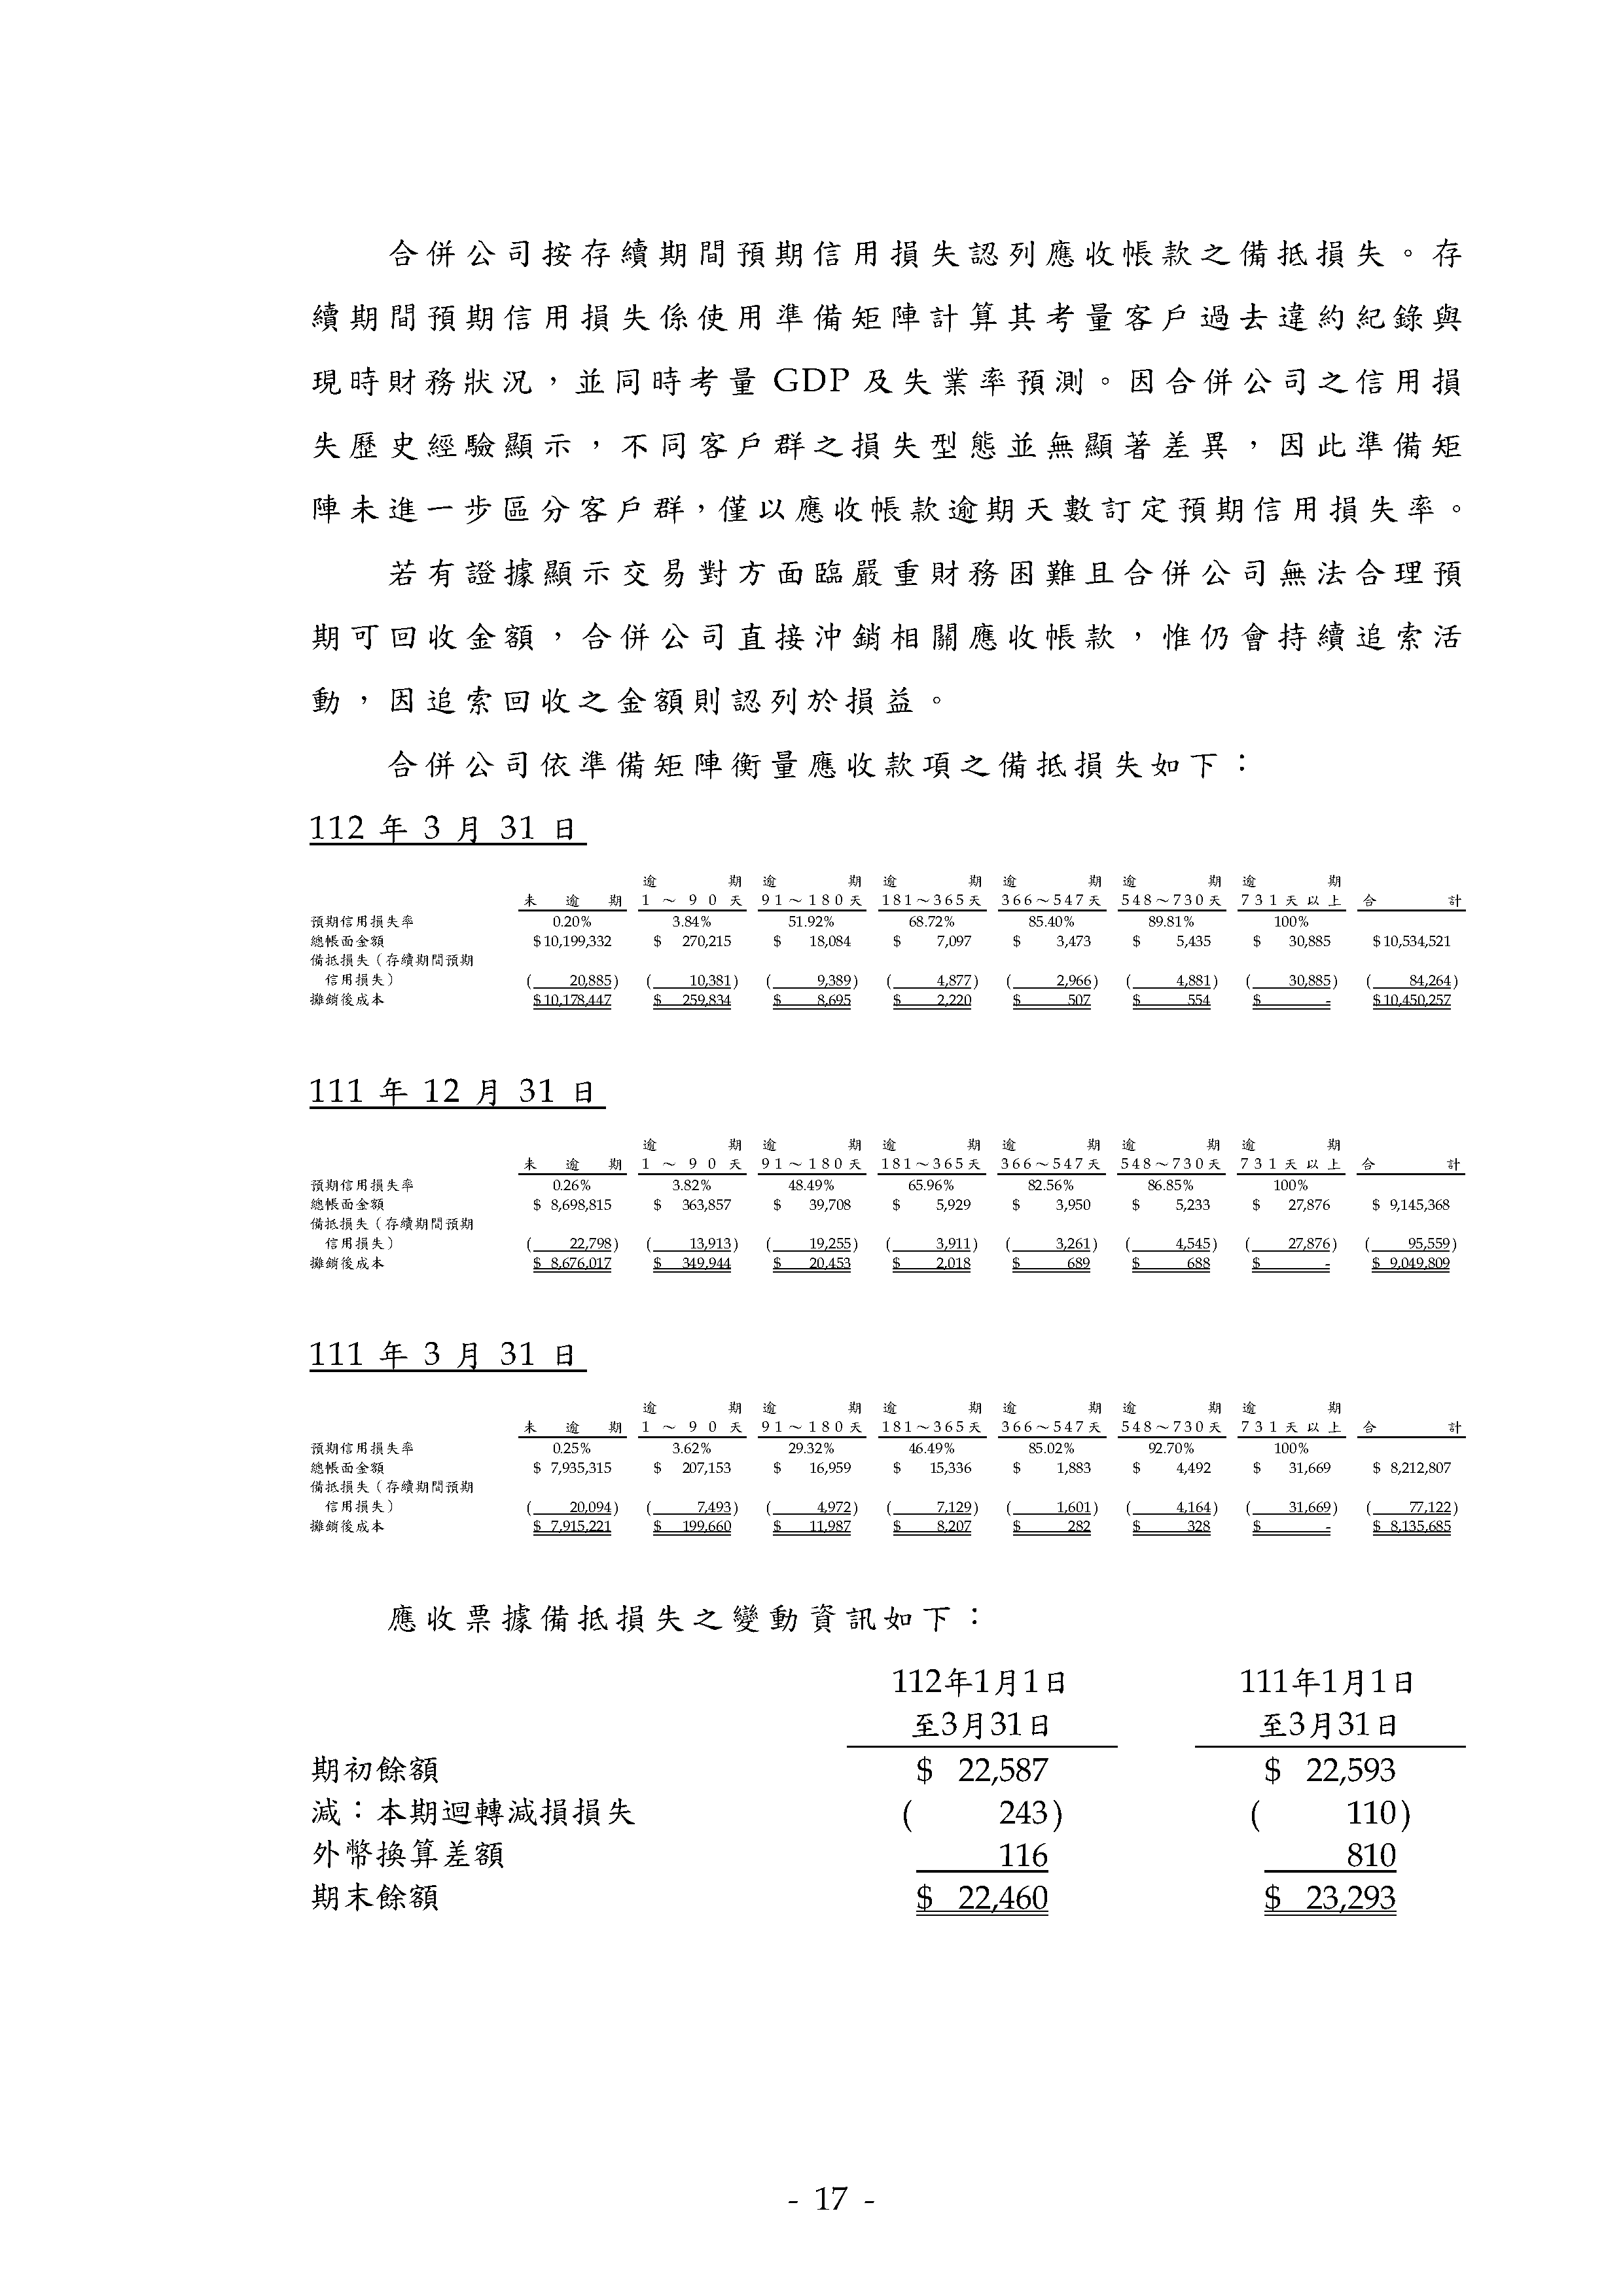 合併公司按存續期間預期信用損失認列應收帳款之備抵損失。存
續期間預期信用損失係使用準備矩陣計算其考量客戶過去違約紀錄與
現時財務狀況，並同時考量 GDP 及失業率預測。因合併公司之信用損
失歷史經驗顯示，不同客戶群之損失型態並無顯著差異，因此準備矩
陣未進一步區分客戶群，僅以應收帳款逾期天數訂定預期信用損失率。
若有證據顯示交易對方面臨嚴重財務困難且合併公司無法合理預
期可回收金額，合併公司直接沖銷相關應收帳款，惟仍會持續追索活
動，因追索回收之金額則認列於損益。
合併公司依準備矩陣衡量應收款項之備抵損失如下：
112 年 3 月 31 日
逾期 逾期 逾期 逾期 逾期 逾期
未逾期 1～90天 91～180天 181～365天 366～547天 548～730天 731天以上 合計
預期信用損失率 0.20% 3.84% 51.92% 68.72% 85.40% 89.81% 100%
總帳面金額 $10,199,332 $ 270,215 $ 18,084 $ 7,097 $ 3,473 $ 5,435 $ 30,885 $10,534,521
備抵損失（存續期間預期
信用損失） ( 20,885) ( 10,381) ( 9,389) ( 4,877) ( 2,966) ( 4,881) ( 30,885) ( 84,264)
攤銷後成本 $10,178,447 $ 259,834 $ 8,695 $ 2,220 $ 507 $ 554 $ - $10,450,257
111 年 12 月 31 日
逾期 逾期 逾期 逾期 逾期 逾期
未逾期 1～90天 91～180天 181～365天 366～547天 548～730天 731天以上 合計
預期信用損失率 0.26% 3.82% 48.49% 65.96% 82.56% 86.85% 100%
總帳面金額 $ 8,698,815 $ 363,857 $ 39,708 $ 5,929 $ 3,950 $ 5,233 $ 27,876 $ 9,145,368
備抵損失（存續期間預期
信用損失） ( 22,798) ( 13,913) ( 19,255) ( 3,911) ( 3,261) ( 4,545) ( 27,876) ( 95,559)
攤銷後成本 $ 8,676,017 $ 349,944 $ 20,453 $ 2,018 $ 689 $ 688 $ - $ 9,049,809
111 年 3 月 31 日
逾期 逾期 逾期 逾期 逾期 逾期
未逾期 1～90天 91～180天 181～365天 366～547天 548～730天 731天以上 合計
預期信用損失率 0.25% 3.62% 29.32% 46.49% 85.02% 92.70% 100%
總帳面金額 $ 7,935,315 $ 207,153 $ 16,959 $ 15,336 $ 1,883 $ 4,492 $ 31,669 $ 8,212,807
備抵損失（存續期間預期
信用損失） ( 20,094) ( 7,493) ( 4,972) ( 7,129) ( 1,601) ( 4,164) ( 31,669) ( 77,122)
攤銷後成本 $ 7,915,221 $ 199,660 $ 11,987 $ 8,207 $ 282 $ 328 $ - $ 8,135,685
應收票據備抵損失之變動資訊如下：
112年1月1日 111年1月1日
至3月31日 至3月31日
期初餘額 $ 22,587 $ 22,593
減：本期迴轉減損損失 ( 243) ( 110)
外幣換算差額 116 810
期末餘額 $ 22,460 $ 23,293
- 17 -